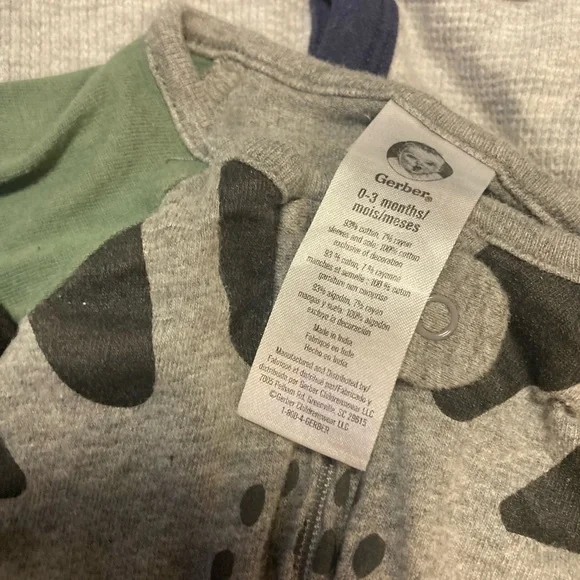 Gerber®
0-3 months/
mois/meses
93% cotton, 7% rayon
sleeves and sole: 100% cotton
exclusive of decoration
93 % coton, 7 % rayonne
manches et semelle : 100 % coton
garniture non comprise
93% algodón, 7% rayón
mangas y suela: 100% algodón
excluye la decoración
Made in India
Fabriqué en Inde
Hecho en India
Manufactured and Distributed by/
Fabriqué et distribué par/Fabricado y
distribuido por Gerber Childrenswear LLC
7005 Pelham Rd, Greenville, SC 29615
©Gerber Childrenswear LLC
1-800-4-GERBER